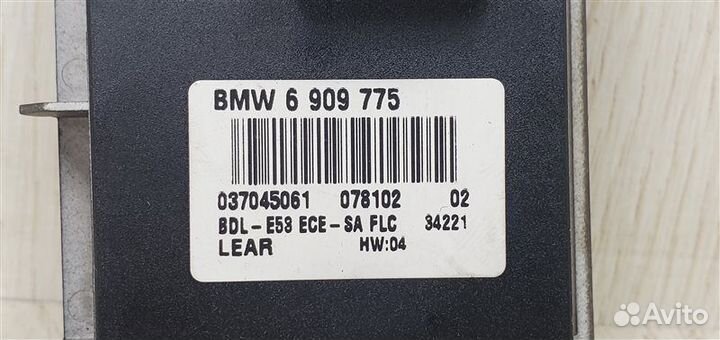 BMW 6 909 775
037045061 078102 02
BDL-E53 ECE-SA FLC 34221
LEAR HW:04
Avito